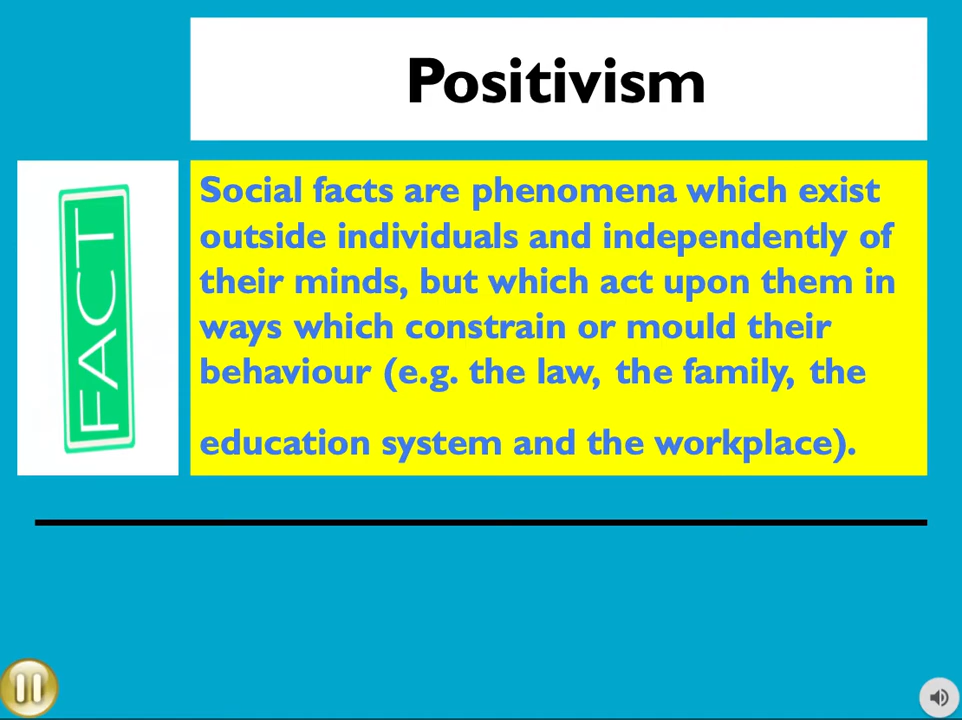 Positivism
FACT
Social facts are phenomena which exist
outside individuals and independently of
their minds, but which act upon them in
ways which constrain or mould their
behaviour (e.g. the law, the family, the
education system and the workplace).